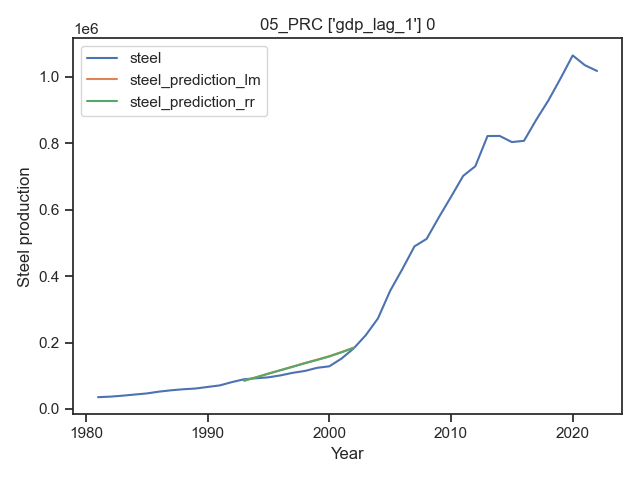 05_PRC ['gdp_lag_1'] 0
1e6
steel
steel_prediction_lm
steel_prediction_rr
1.0
0.8
0.6
0.4
0.2
0.0
Steel production
1980 1990 2000 2010 2020
Year